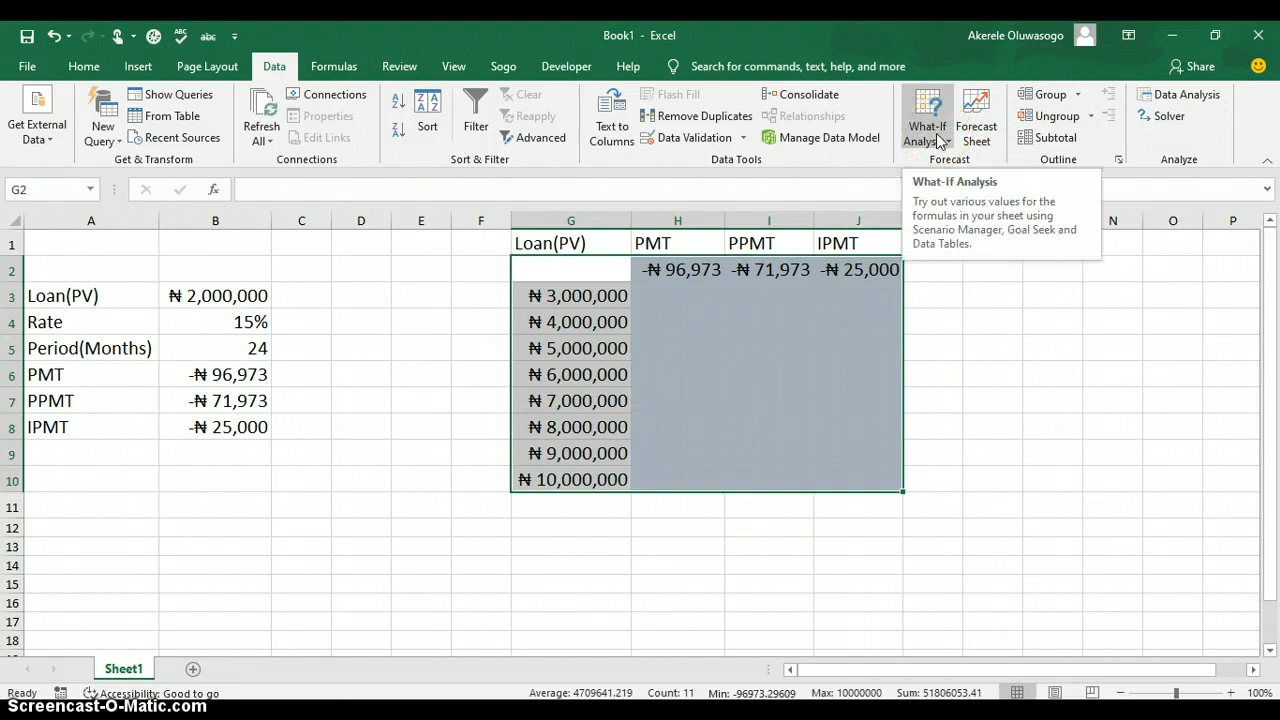 Book1 - Excel
Akerele Oluwasogo
File Home Insert Page Layout Formulas Data Review View Sogo Developer Help Search for commands, text, help, and more Share
Get External Data
New Query
Show Queries
From Table
Recent Sources
Get & Transform
Refresh All
Connections
Properties
Edit Links
Connections
Sort
Filter
Clear
Reapply
Advanced
Sort & Filter
Text to Columns
Flash Fill
Remove Duplicates
Data Validation
Consolidate
Relationships
Manage Data Model
Data Tools
What-If Analysis
Forecast Sheet
Forecast
Group
Ungroup
Subtotal
Outline
Data Analysis
Solver
Analyze
G2
fx
What-If Analysis
Try out various values for the
formulas in your sheet using
Scenario Manager, Goal Seek and
Data Tables.
A B C D E F G H I J N O P
1 Loan(PV) PMT PPMT IPMT
2 -₦ 96,973 -₦ 71,973 -₦ 25,000
3 Loan(PV) ₦ 2,000,000 ₦ 3,000,000
4 Rate 15% ₦ 4,000,000
5 Period(Months) 24 ₦ 5,000,000
6 PMT -₦ 96,973 ₦ 6,000,000
7 PPMT -₦ 71,973 ₦ 7,000,000
8 IPMT -₦ 25,000 ₦ 8,000,000
9 ₦ 9,000,000
10 ₦ 10,000,000
11
12
13
14
15
16
17
18
Sheet1
Ready Accessibility: Good to go Average: 4709641.219 Count: 11 Min: -96973.29609 Max: 10000000 Sum: 51806053.41 100%
Screencast-O-Matic.com